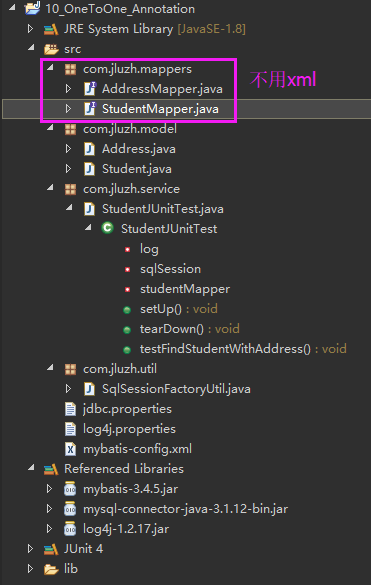 10_OneToOne_Annotation
JRE System Library [JavaSE-1.8]
src
com.jluzh.mappers
AddressMapper.java
不用xml
StudentMapper.java
com.jluzh.model
Address.java
Student.java
com.jluzh.service
StudentJUnitTest.java
StudentJUnitTest
log
sqlSession
studentMapper
setUp() : void
tearDown() : void
testFindStudentWithAddress() : void
com.jluzh.util
SqlSessionFactoryUtil.java
jdbc.properties
log4j.properties
mybatis-config.xml
Referenced Libraries
mybatis-3.4.5.jar
mysql-connector-java-3.1.12-bin.jar
log4j-1.2.17.jar
JUnit 4
lib